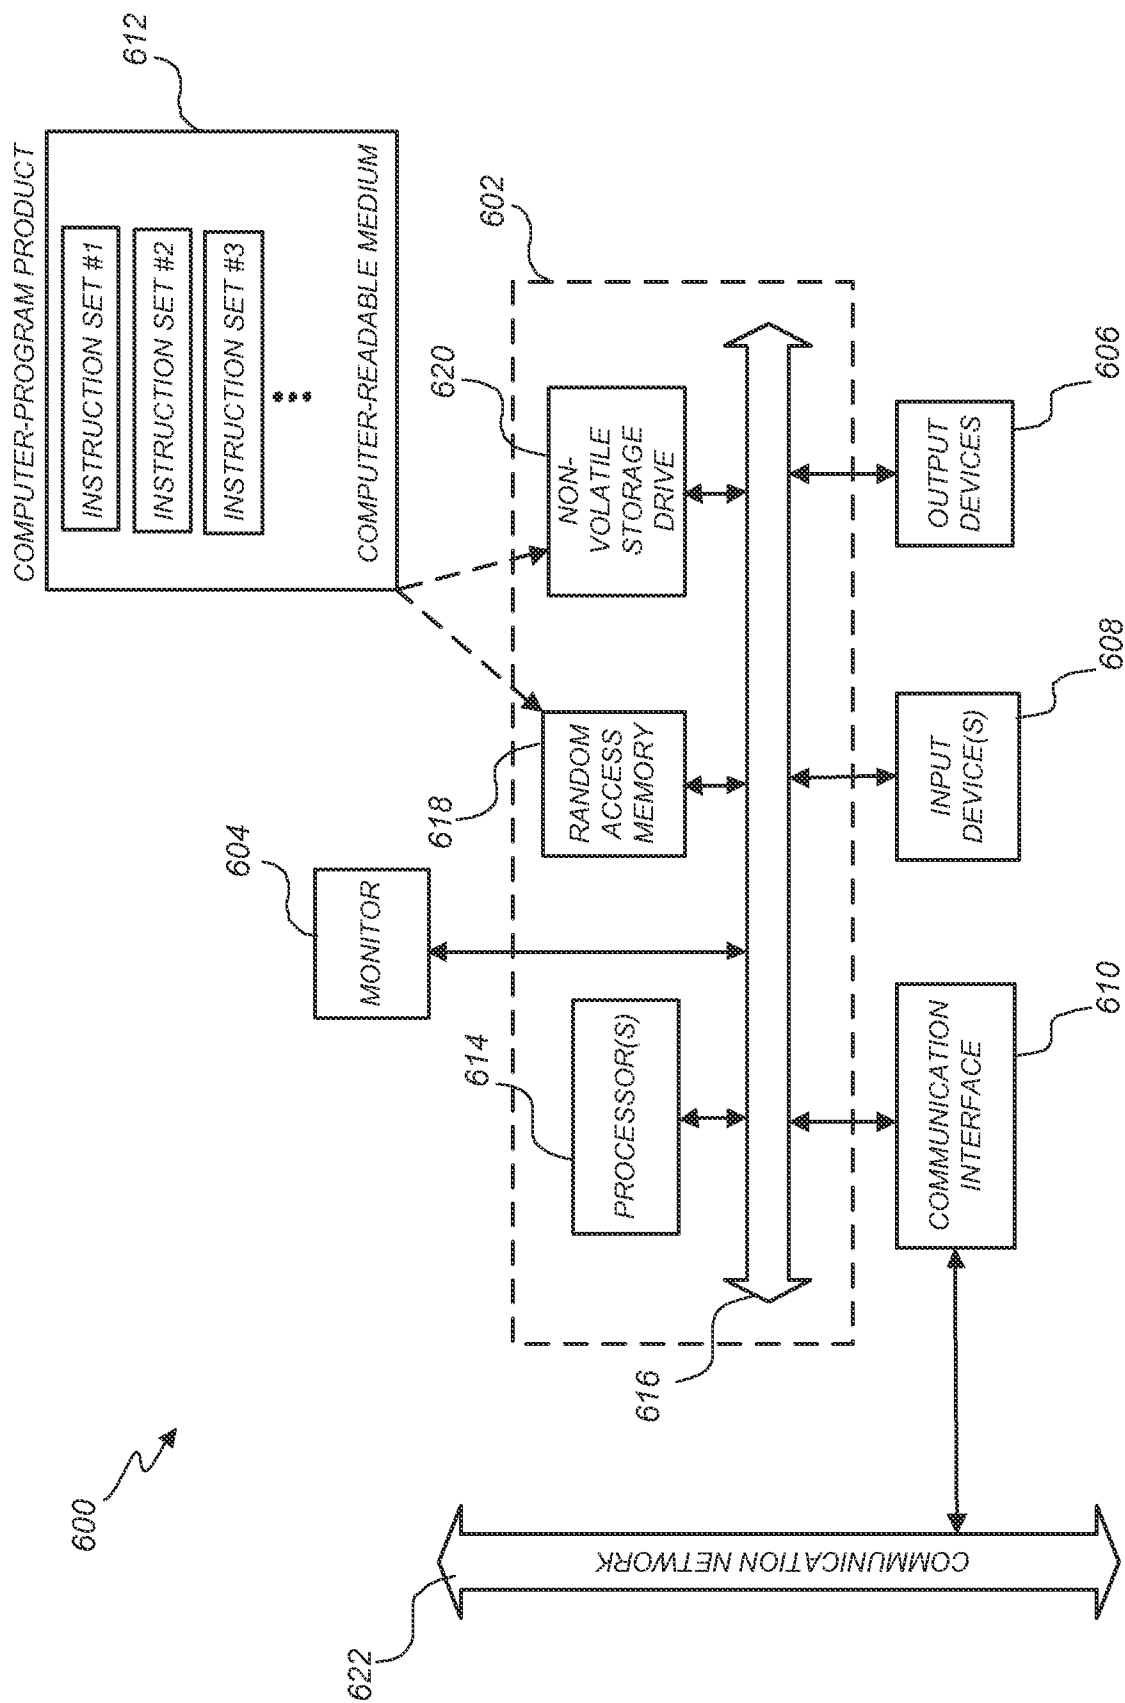 600
COMPUTER-PROGRAM PRODUCT
INSTRUCTION SET #1
INSTRUCTION SET #2
INSTRUCTION SET #3
•••
COMPUTER-READABLE MEDIUM
612
604
MONITOR
602
614
PROCESSOR(S)
618
RANDOM
ACCESS
MEMORY
620
NON-
VOLATILE
STORAGE
DRIVE
616
COMMUNICATION
INTERFACE
610
INPUT
DEVICE(S)
608
OUTPUT
DEVICES
606
622
COMMUNICATION NETWORK